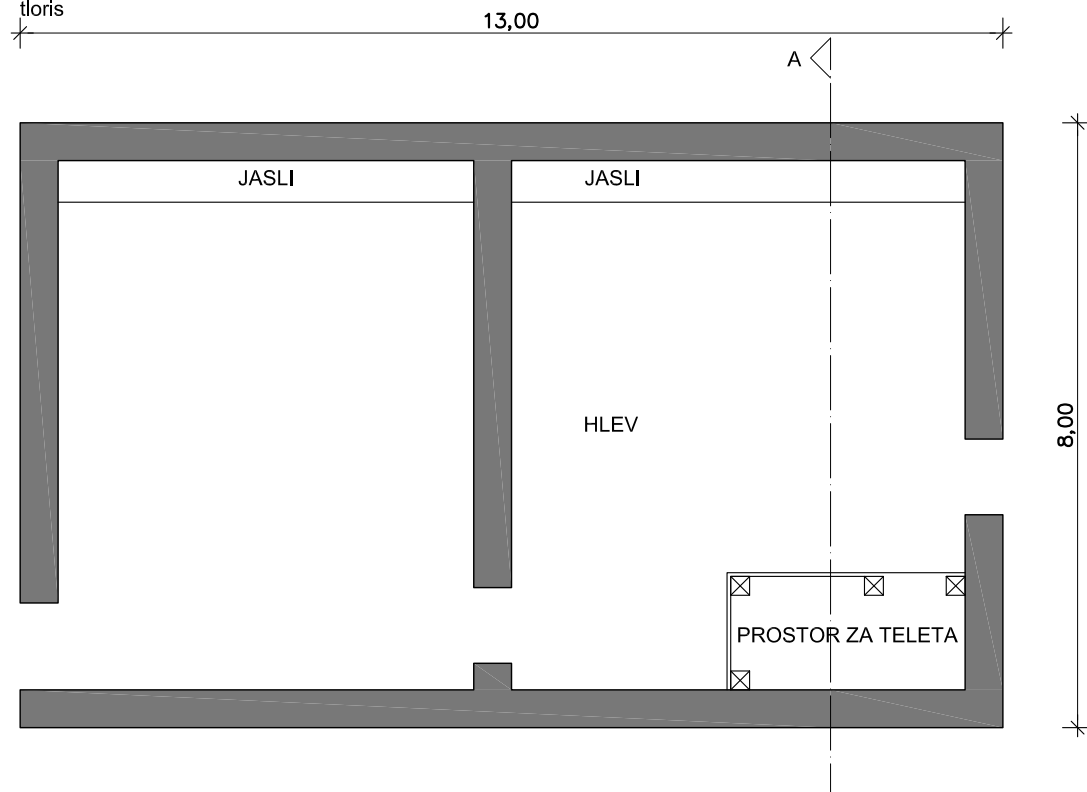 tloris
13,00
A
JASLI
JASLI
HLEV
8,00
PROSTOR ZA TELETA